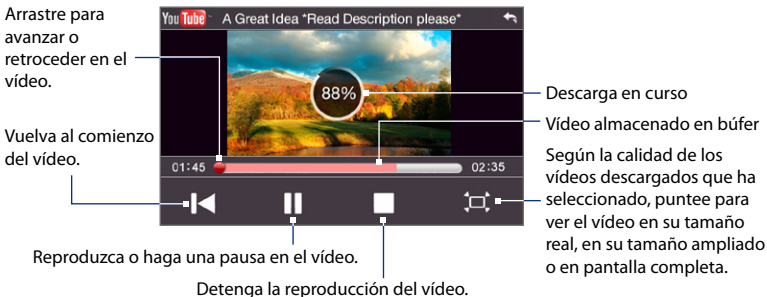 Arrastre para
avanzar o
retroceder en el
vídeo.
You Tube A Great Idea *Read Description please*
88%
Descarga en curso
Vídeo almacenado en búfer
Vuelva al comienzo
del vídeo.
01:45 02:35
Según la calidad de los
vídeos descargados que ha
seleccionado, puntee para
ver el vídeo en su tamaño
real, en su tamaño ampliado
o en pantalla completa.
Reproduzca o haga una pausa en el vídeo.
Detenga la reproducción del vídeo.